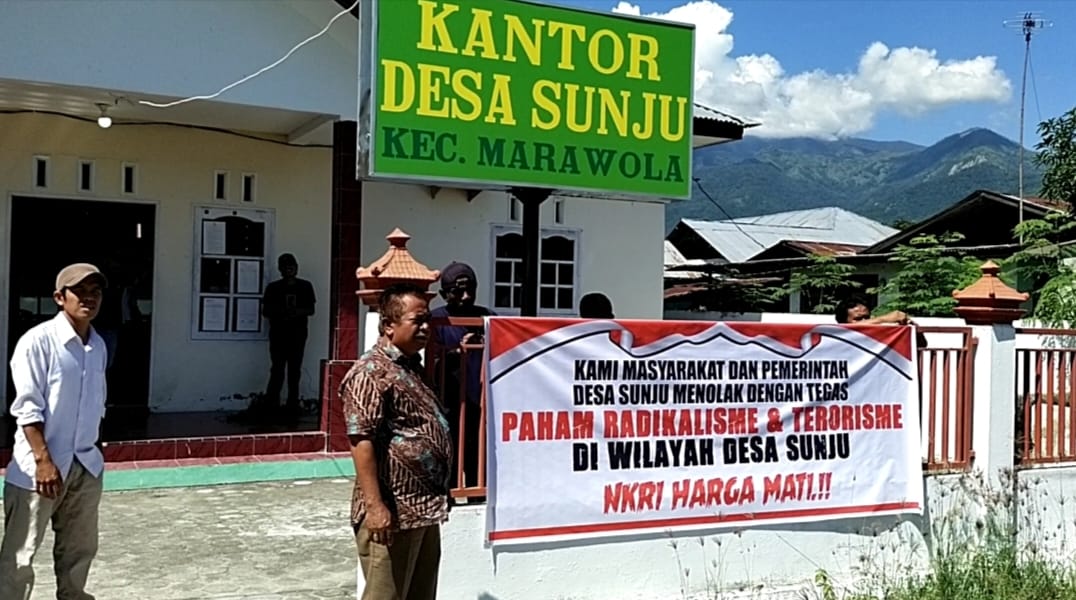 KANTOR
DESA SUNJU
KEC. MARAWOLA
KAMI MASYARAKAT DAN PEMERINTAH
DESA SUNJU MENOLAK DENGAN TEGAS
PAHAM RADIKALISME & TERORISME
DI WILAYAH DESA SUNJU
NKRI HARGA MATI.!!